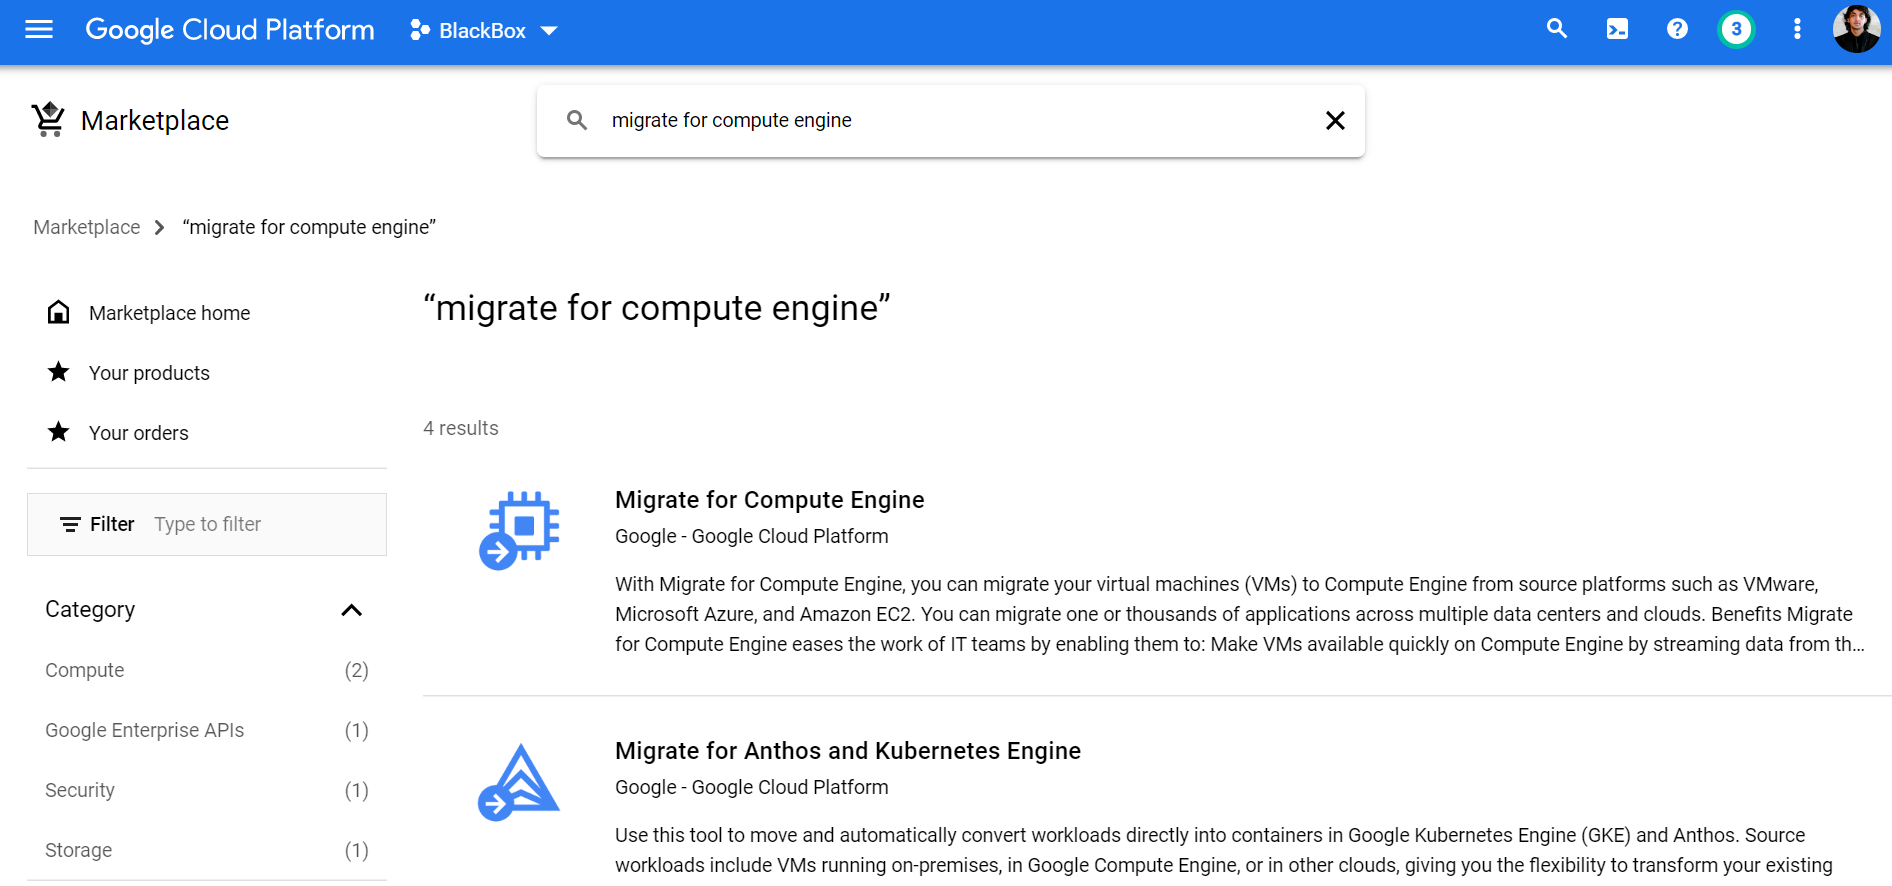 Google Cloud Platform BlackBox 3
Marketplace
migrate for compute engine
Marketplace “migrate for compute engine”
Marketplace home
Your products
Your orders
Filter Type to filter
Category
Compute (2)
Google Enterprise APIs (1)
Security (1)
Storage (1)
“migrate for compute engine”
4 results
Migrate for Compute Engine
Google - Google Cloud Platform
With Migrate for Compute Engine, you can migrate your virtual machines (VMs) to Compute Engine from source platforms such as VMware,
Microsoft Azure, and Amazon EC2. You can migrate one or thousands of applications across multiple data centers and clouds. Benefits Migrate
for Compute Engine eases the work of IT teams by enabling them to: Make VMs available quickly on Compute Engine by streaming data from th...
Migrate for Anthos and Kubernetes Engine
Google - Google Cloud Platform
Use this tool to move and automatically convert workloads directly into containers in Google Kubernetes Engine (GKE) and Anthos. Source
workloads include VMs running on-premises, in Google Compute Engine, or in other clouds, giving you the flexibility to transform your existing